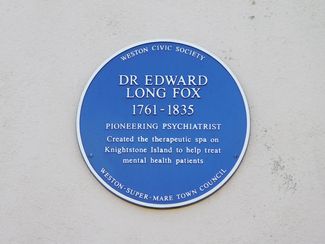 WESTON CIVIC SOCIETY
DR EDWARD
LONG FOX
1761-1835
PIONEERING PSYCHIATRIST
Created the therapeutic spa on
Knightstone Island to help treat
mental health patients
WESTON-SUPER-MARE TOWN COUNCIL